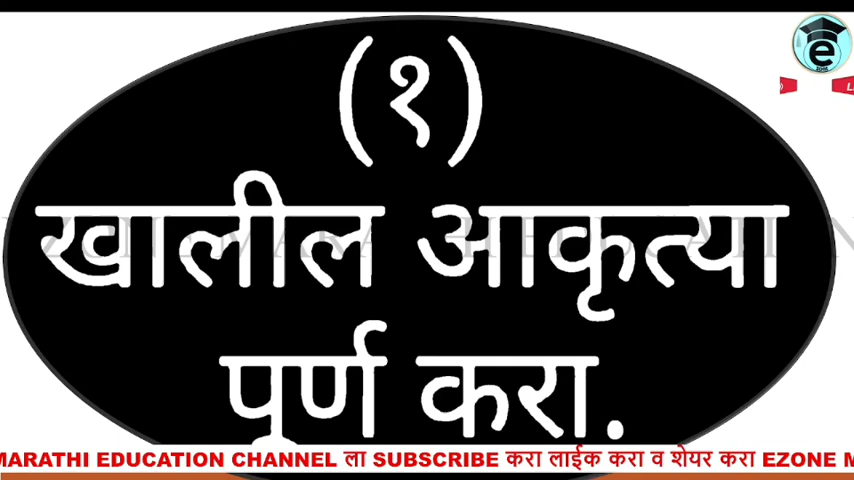 (१)
खालील आकृत्या
पूर्ण करा.
MARATHI EDUCATION CHANNEL ला SUBSCRIBE करा लाईक करा व शेयर करा EZONE M
e